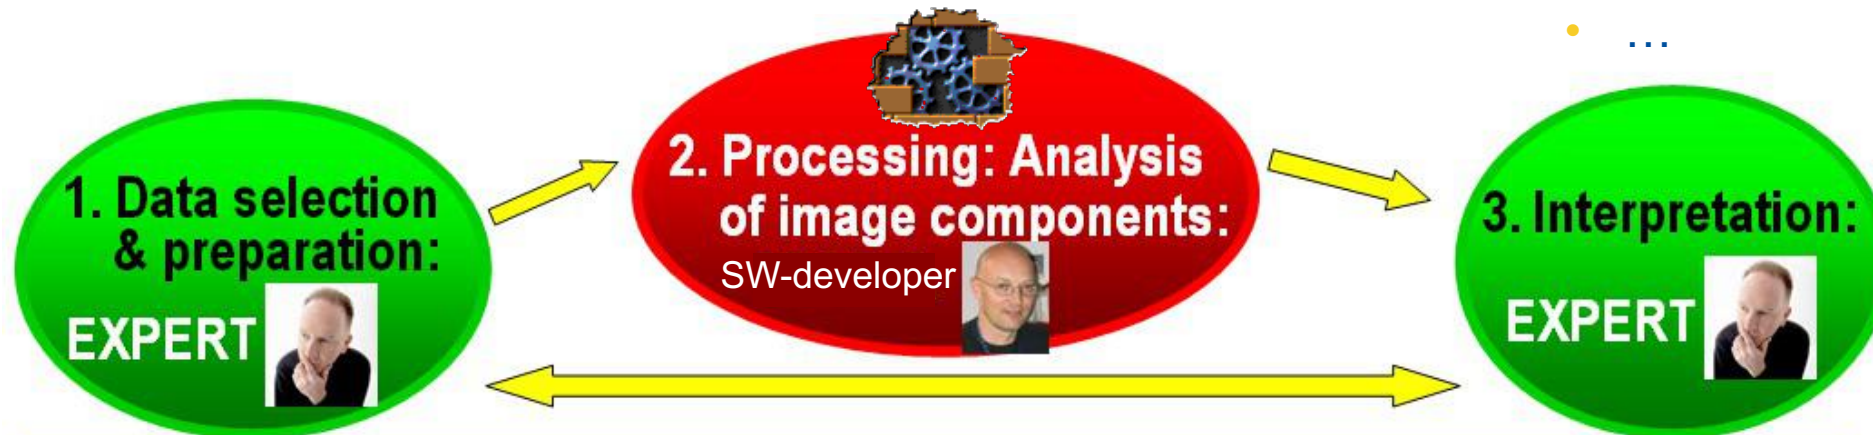 ...
1. Data selection
& preparation:
EXPERT
2. Processing: Analysis
of image components:
SW-developer
3. Interpretation:
EXPERT